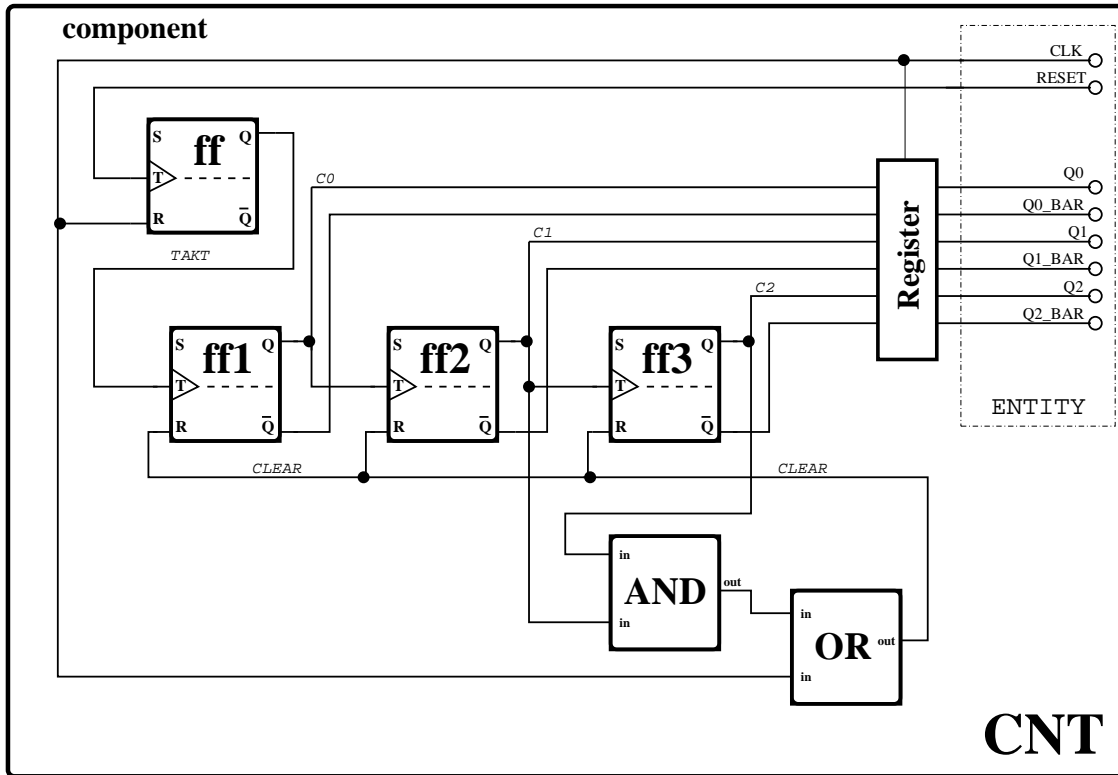 component
CLK
RESET
S Q
ff
T
R Q
C0
Q0
Q0_BAR
TAKT
C1
Q1
Q1_BAR
C2
Q2
Q2_BAR
Register
S Q
ff1
T
R Q
S Q
ff2
T
R Q
S Q
ff3
T
R Q
ENTITY
CLEAR
CLEAR
in
AND
out
in
in
OR
out
in
CNT